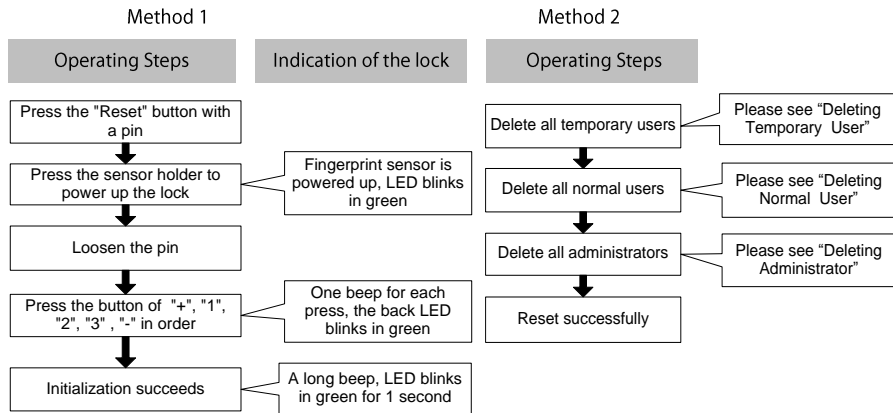 Method 1
Operating Steps
Indication of the lock
Press the "Reset" button with
a pin
Press the sensor holder to
power up the lock
Fingerprint sensor is
powered up, LED blinks
in green
Loosen the pin
Press the button of "+", "1",
"2", "3" , "-" in order
One beep for each
press, the back LED
blinks in green
Initialization succeeds
A long beep, LED blinks
in green for 1 second
Method 2
Operating Steps
Delete all temporary users
Please see “Deleting
Temporary User”
Delete all normal users
Please see “Deleting
Normal User”
Delete all administrators
Please see “Deleting
Administrator”
Reset successfully